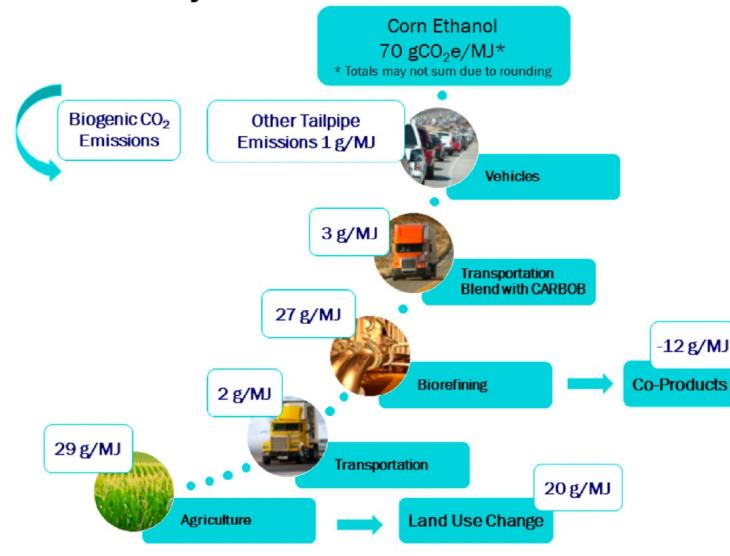 Corn Ethanol
70 gCO₂e/MJ*
* Totals may not sum due to rounding
Biogenic CO₂
Emissions
Other Tailpipe
Emissions 1 g/MJ
Vehicles
3 g/MJ
Transportation
Blend with CARBOB
27 g/MJ
Biorefining
-12 g/MJ
Co-Products
2 g/MJ
Transportation
29 g/MJ
Agriculture
20 g/MJ
Land Use Change